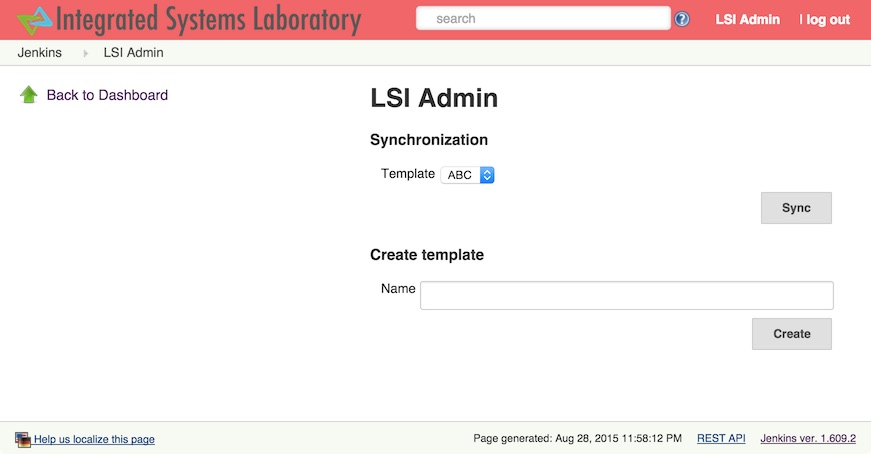 Integrated Systems Laboratory
search
?
LSI Admin
| log out
Jenkins
LSI Admin
Back to Dashboard
LSI Admin
Synchronization
Template ABC
Sync
Create template
Name
Create
Help us localize this page
Page generated: Aug 28, 2015 11:58:12 PM
REST API
Jenkins ver. 1.609.2